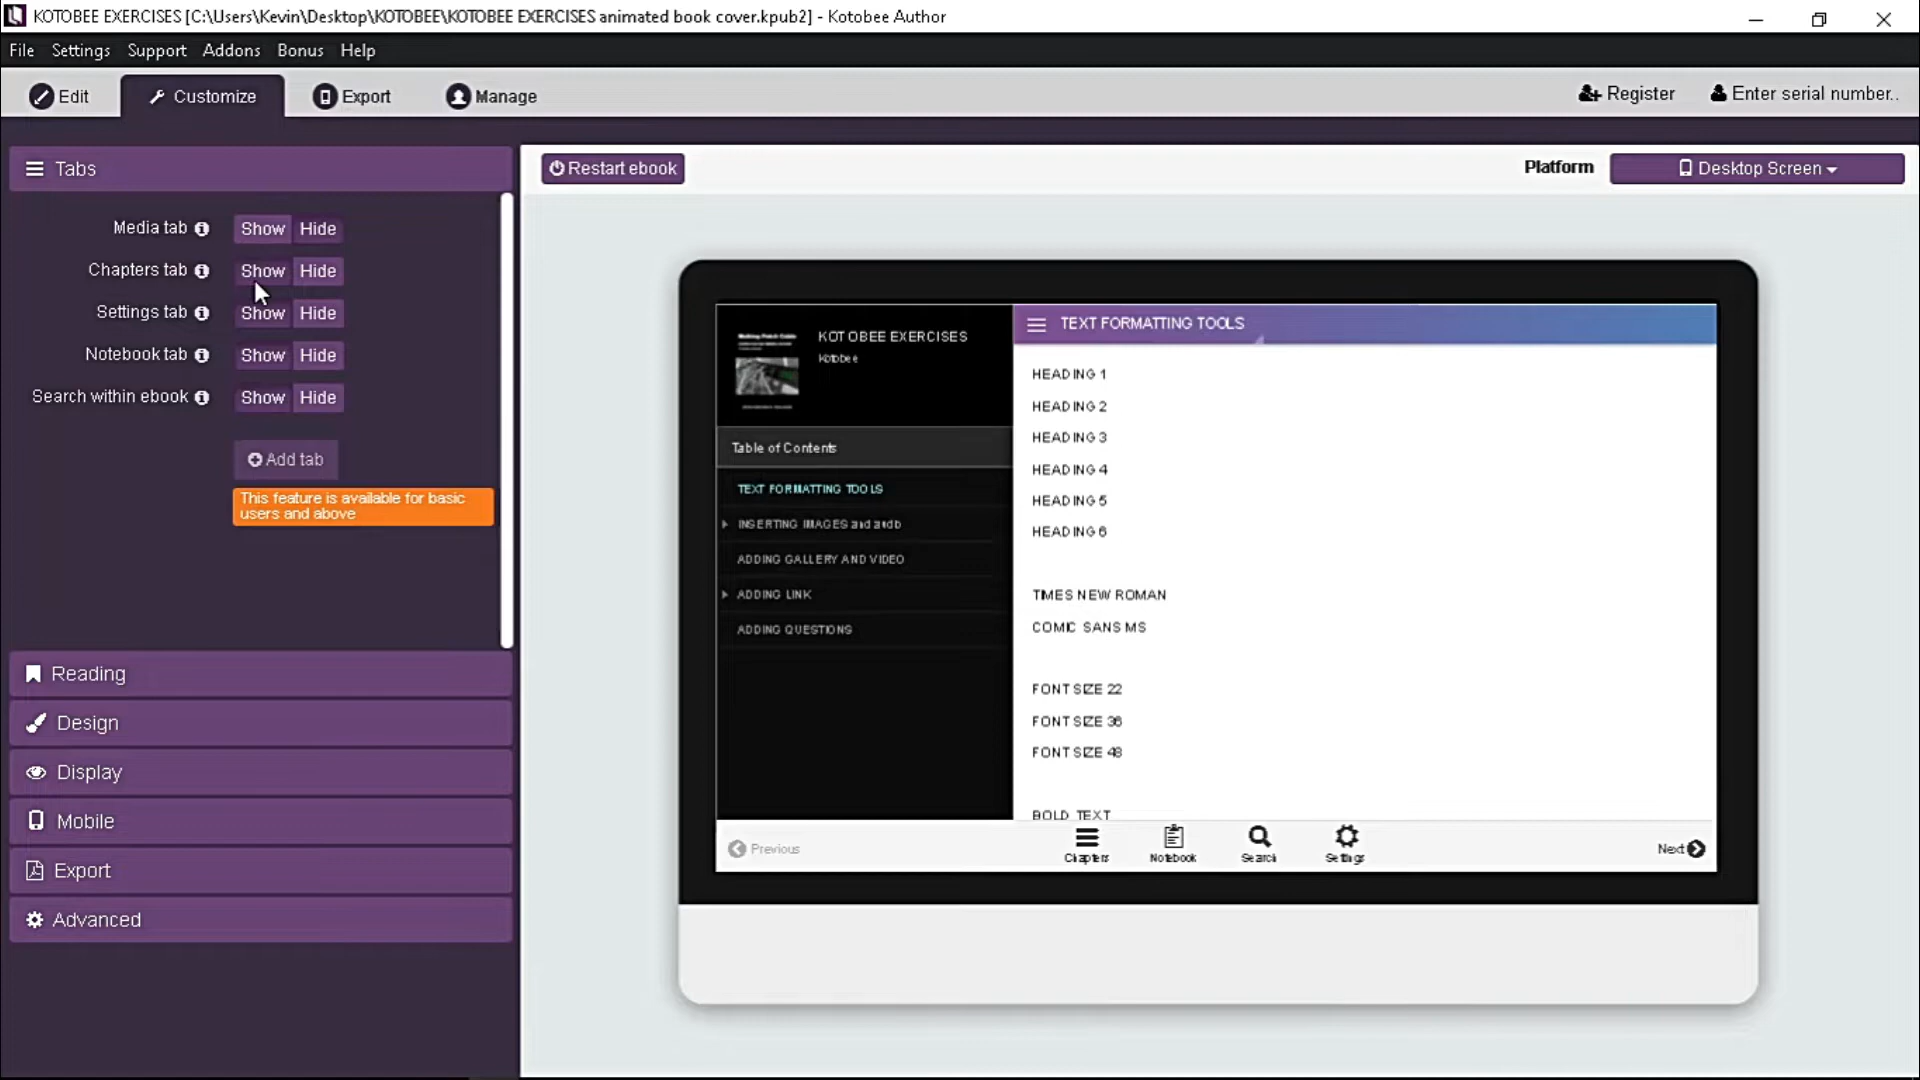 KOTOBEE EXERCISES [C:\Users\Kevin\Desktop\KOTOBEE\KOTOBEE EXERCISES animated book cover.kpub2] - Kotobee Author
File Settings Support Addons Bonus Help
Edit Customize Export Manage Register Enter serial number..
Tabs
Media tab Show Hide
Chapters tab Show Hide
Settings tab Show Hide
Notebook tab Show Hide
Search within ebook Show Hide
Add tab
This feature is available for basic
users and above
Reading
Design
Display
Mobile
Export
Advanced
Restart ebook Platform Desktop Screen
KOTOBEE EXERCISES
kotobee
Table of Contents
TEXT FORMATTING TOOLS
INSERTING IMAGES and
ADDING GALLERY AND VIDEO
ADDING LINK
ADDING QUESTIONS
TEXT FORMATTING TOOLS
HEADING 1
HEADING 2
HEADING 3
HEADING 4
HEADING 5
HEADING 6
TIMES NEW ROMAN
COMIC SANS MS
FONT SIZE 22
FONT SIZE 36
FONT SIZE 48
BOLD TEXT
Previous Chapters Notebook Search Settings Next